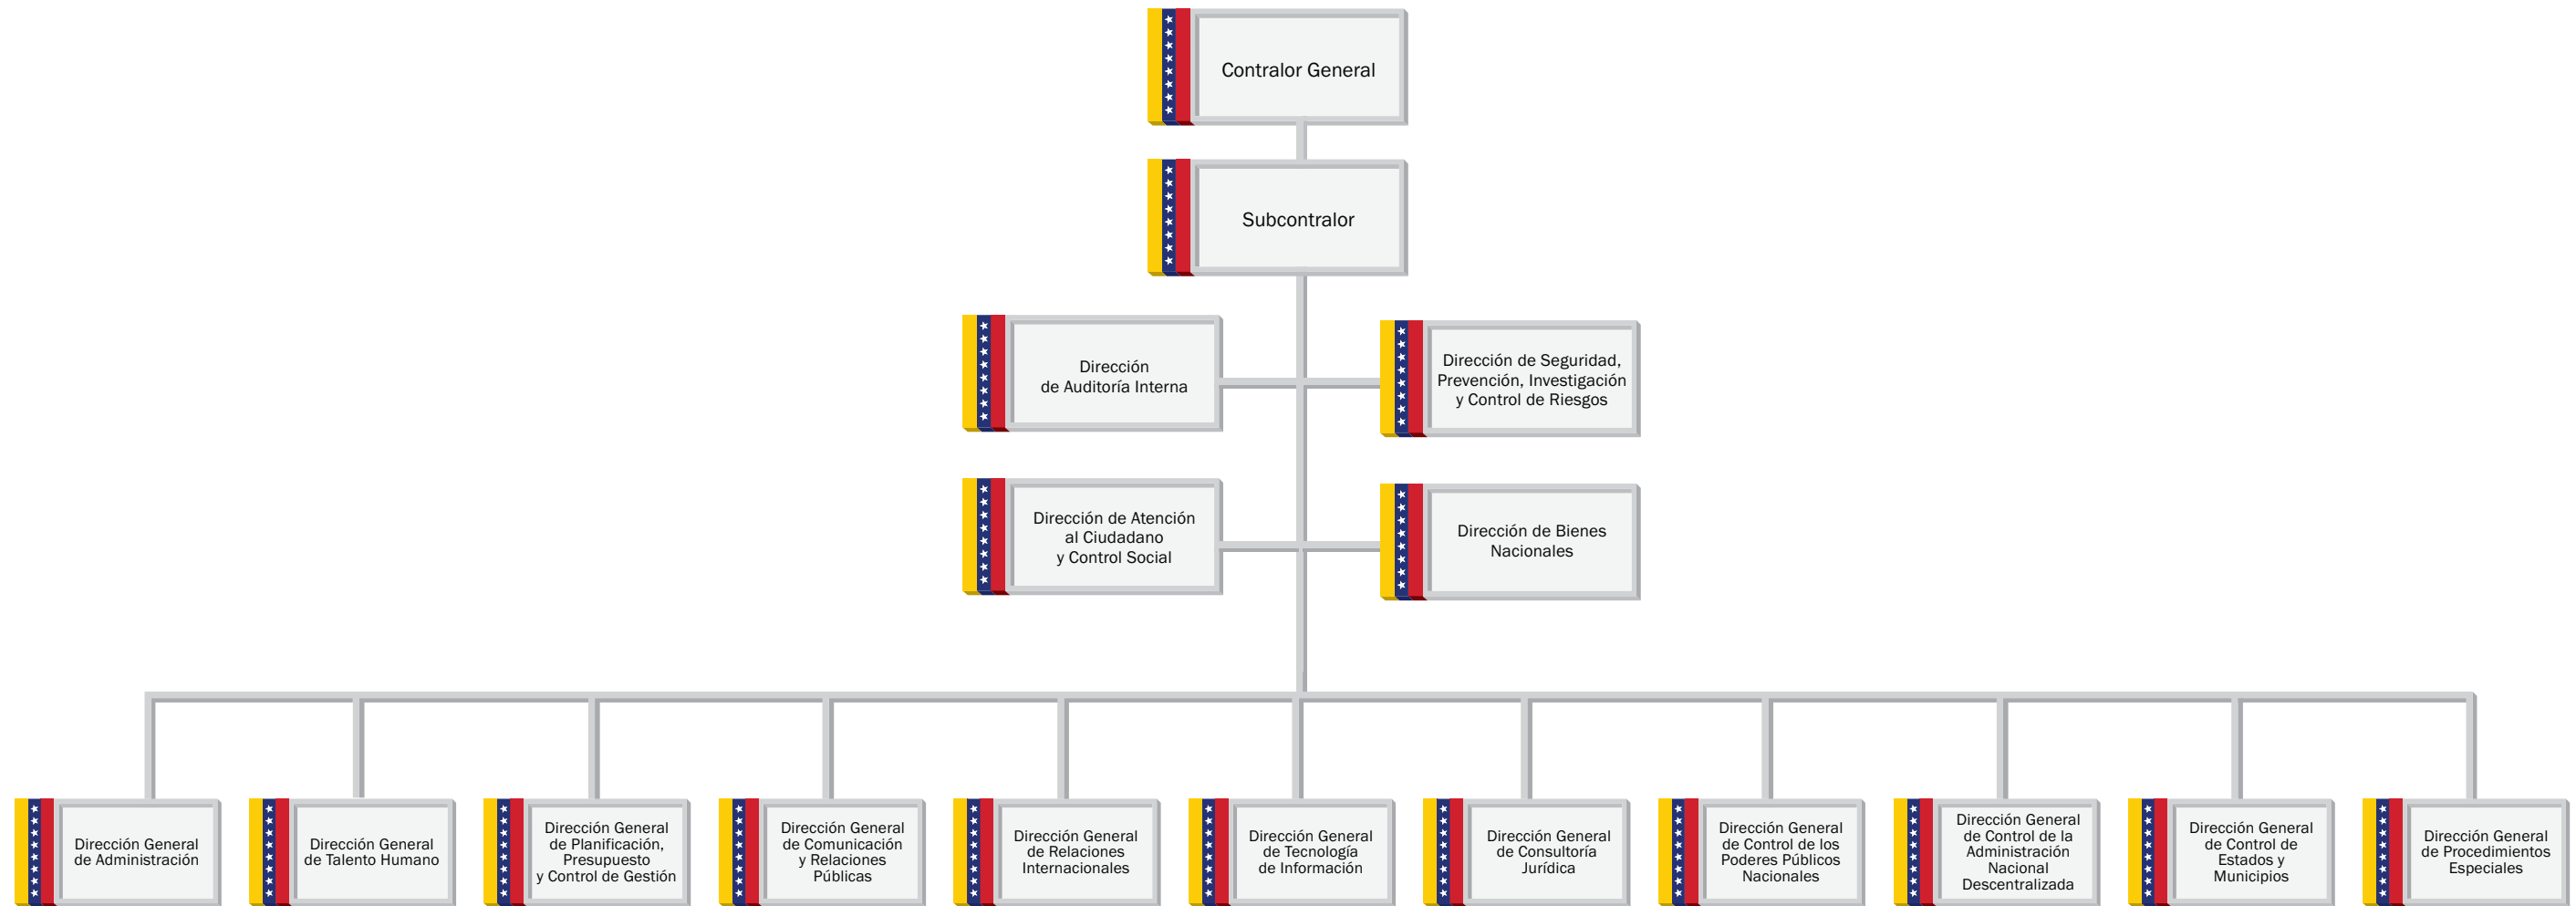 Contralor General
Subcontralor
Dirección
de Auditoría Interna
Dirección de Seguridad,
Prevención, Investigación
y Control de Riesgos
Dirección de Atención
al Ciudadano
y Control Social
Dirección de Bienes
Nacionales
Dirección General
de Administración
Dirección General
de Talento Humano
Dirección General
de Planificación,
Presupuesto
y Control de Gestión
Dirección General
de Comunicación
y Relaciones
Públicas
Dirección General
de Relaciones
Internacionales
Dirección General
de Tecnología
de Información
Dirección General
de Consultoría
Jurídica
Dirección General
de Control de los
Poderes Públicos
Nacionales
Dirección General
de Control de la
Administración
Nacional
Descentralizada
Dirección General
de Control de
Estados y
Municipios
Dirección General
de Procedimientos
Especiales